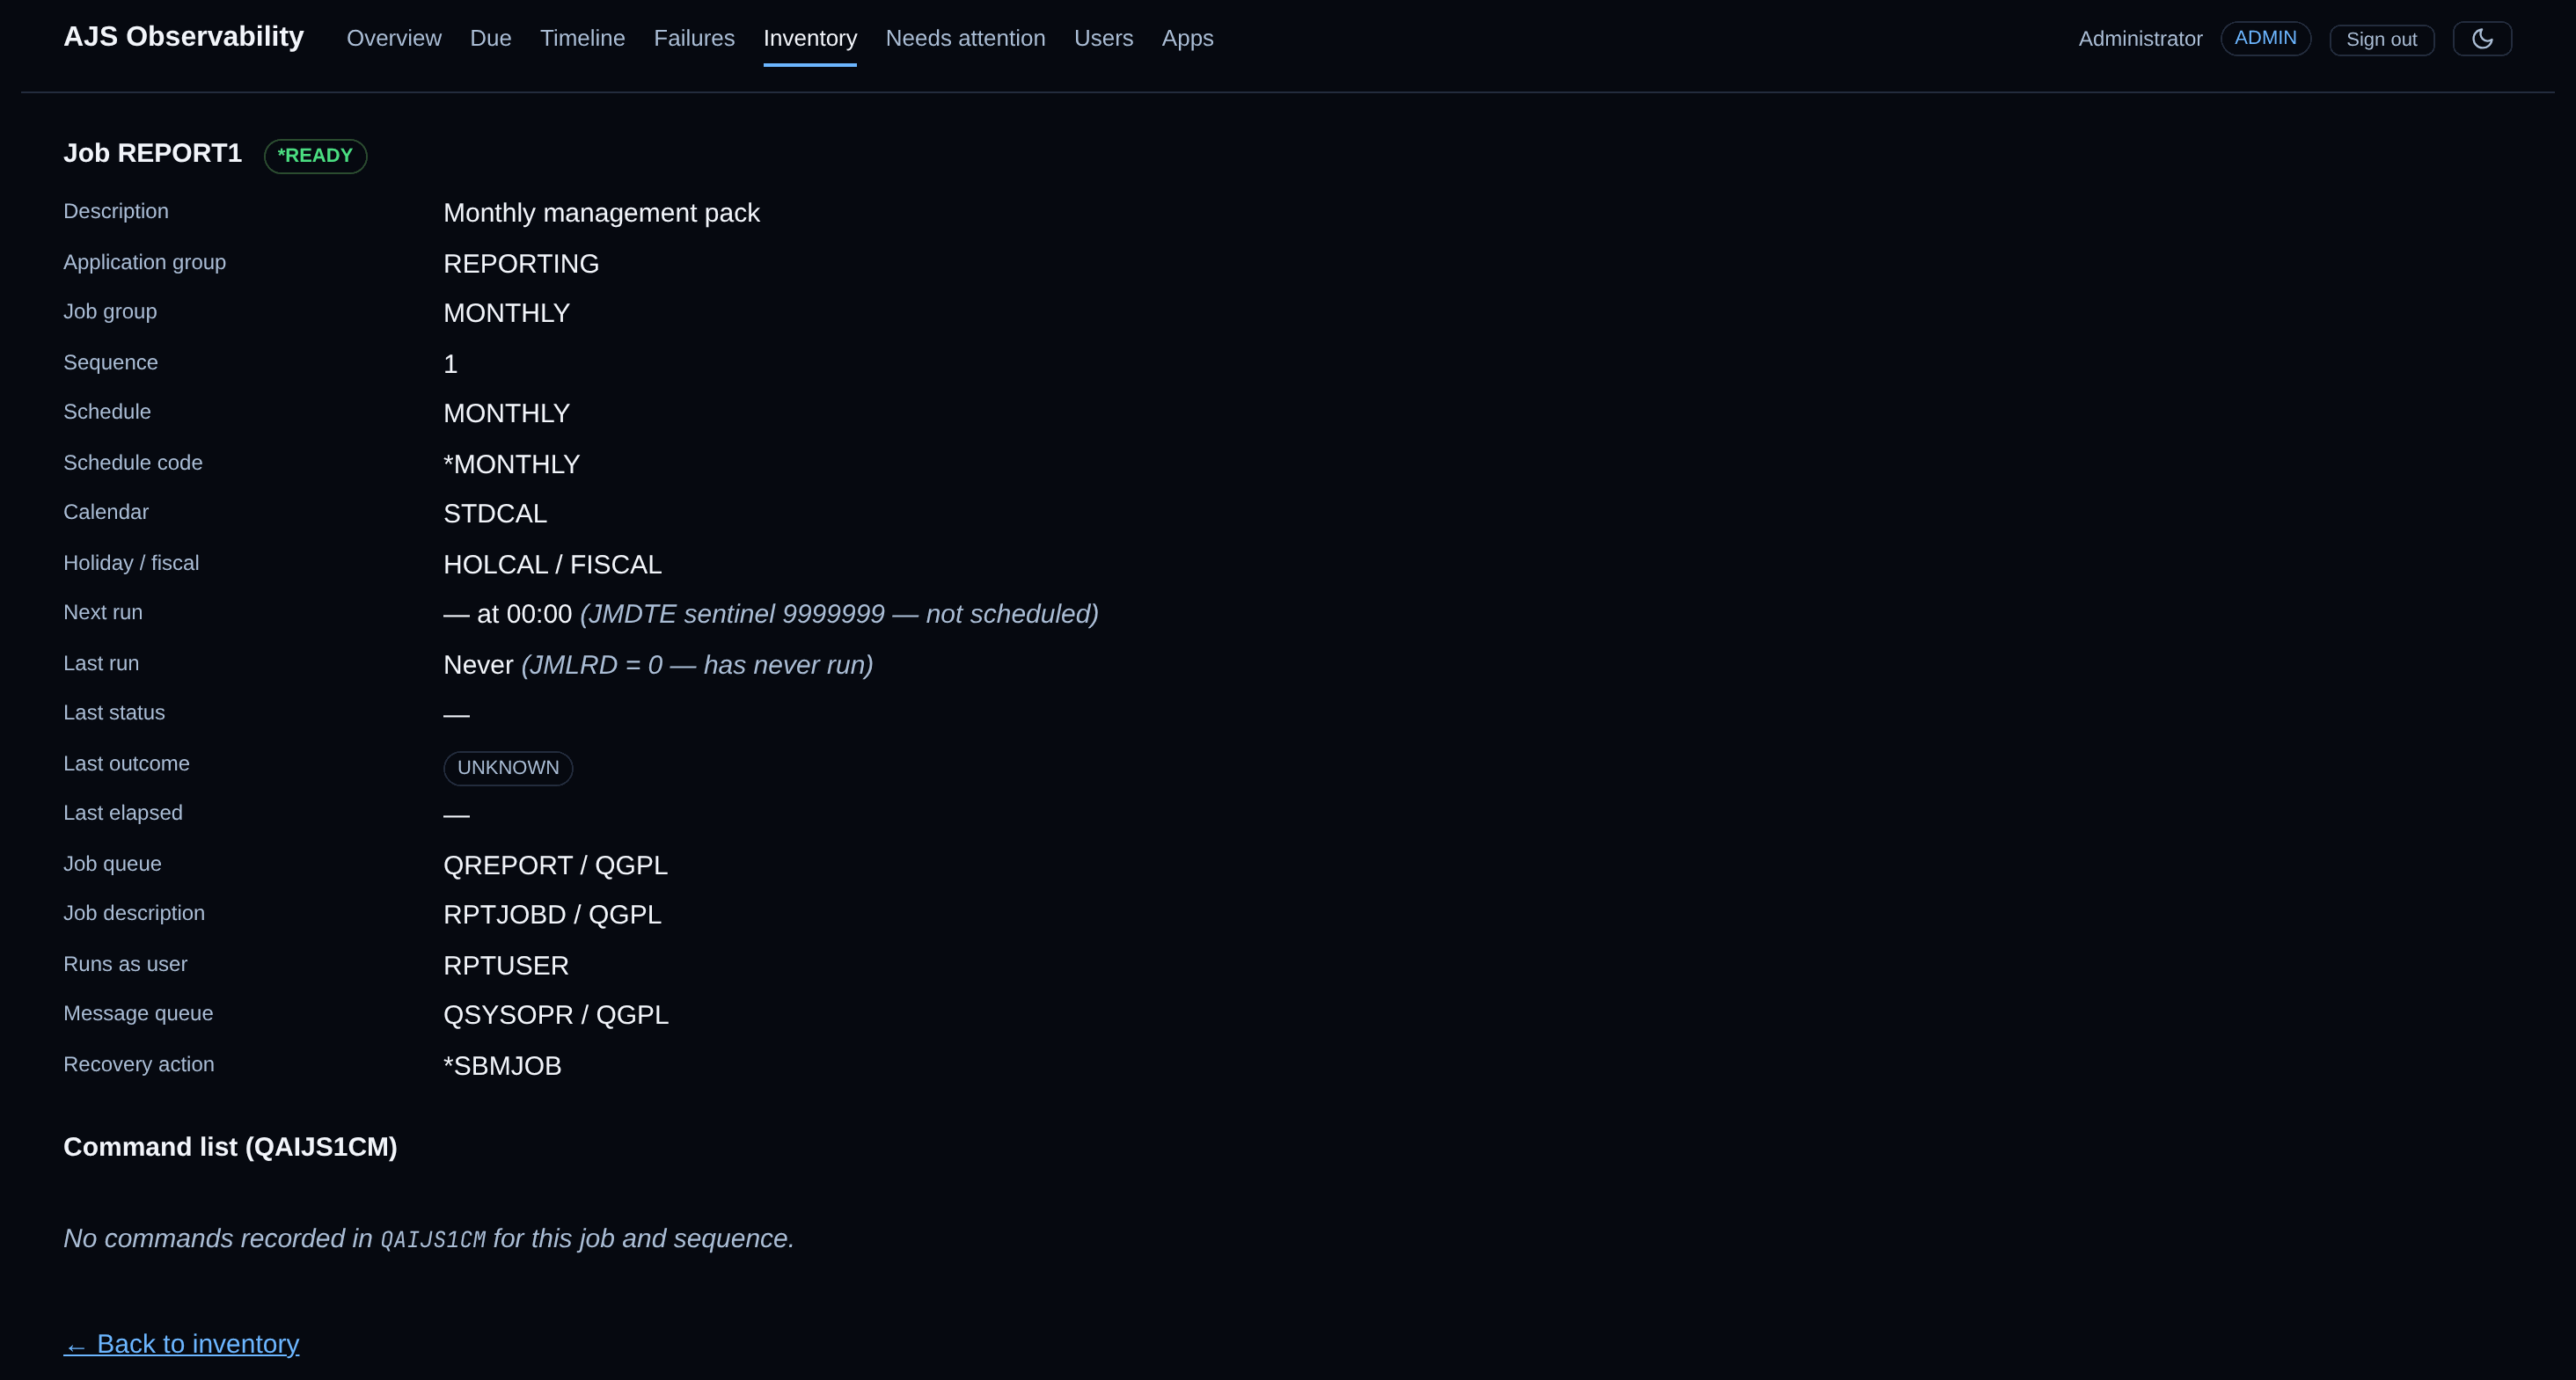 AJS Observability Overview Due Timeline Failures Inventory Needs attention Users Apps Administrator ADMIN Sign out
Job REPORT1 *READY
Description Monthly management pack
Application group REPORTING
Job group MONTHLY
Sequence 1
Schedule MONTHLY
Schedule code *MONTHLY
Calendar STDCAL
Holiday / fiscal HOLCAL / FISCAL
Next run — at 00:00 (JMDTE sentinel 9999999 — not scheduled)
Last run Never (JMLRD = 0 — has never run)
Last status —
Last outcome UNKNOWN
Last elapsed —
Job queue QREPORT / QGPL
Job description RPTJOBD / QGPL
Runs as user RPTUSER
Message queue QSYSOPR / QGPL
Recovery action *SBMJOB
Command list (QAIJS1CM)
No commands recorded in QAIJS1CM for this job and sequence.
← Back to inventory